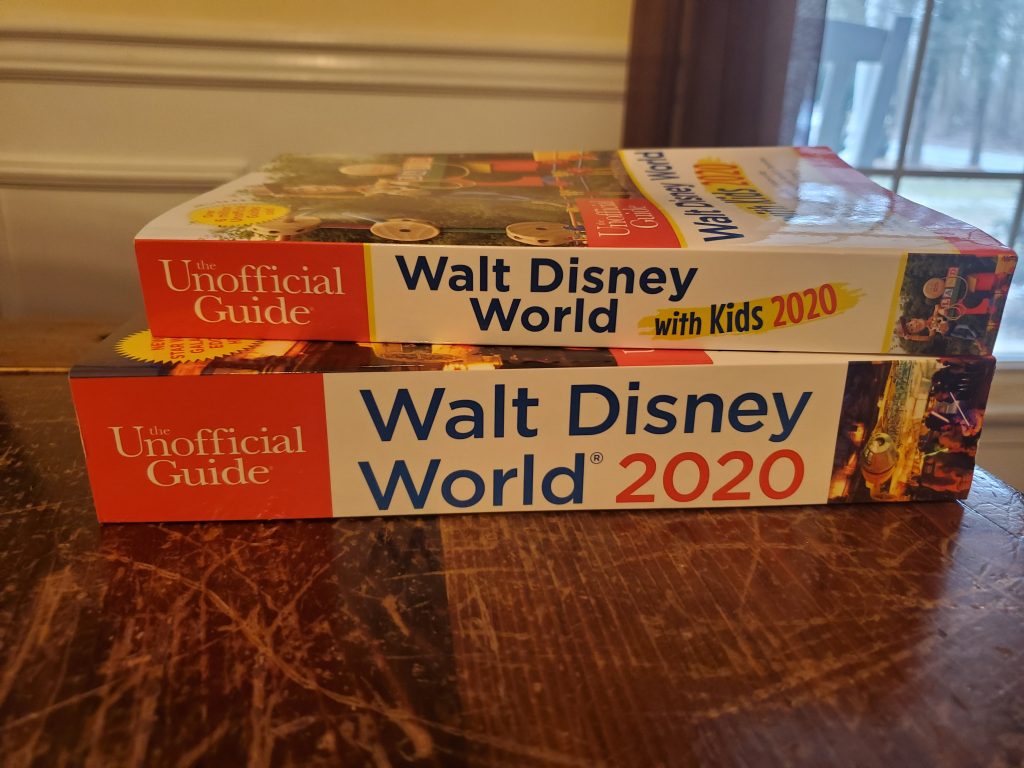 the
Unofficial
Guide
Walt Disney World
with Kids 2020
the
Unofficial
Guide®
Walt Disney
World
with Kids 2020
the
Unofficial
Guide®
Walt Disney
World® 2020